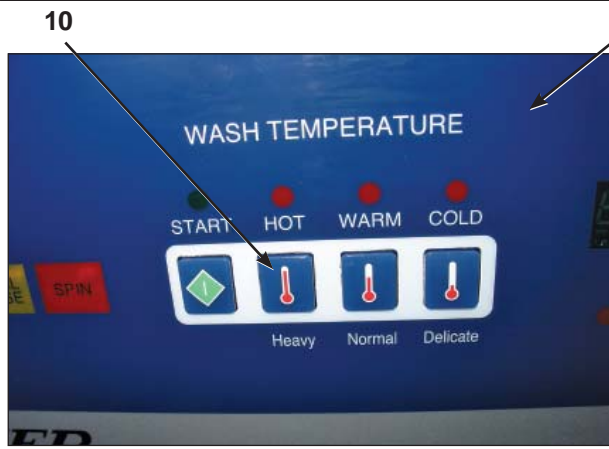 10
WASH TEMPERATURE
START HOT WARM COLD
SPIN
Heavy Normal Delicate